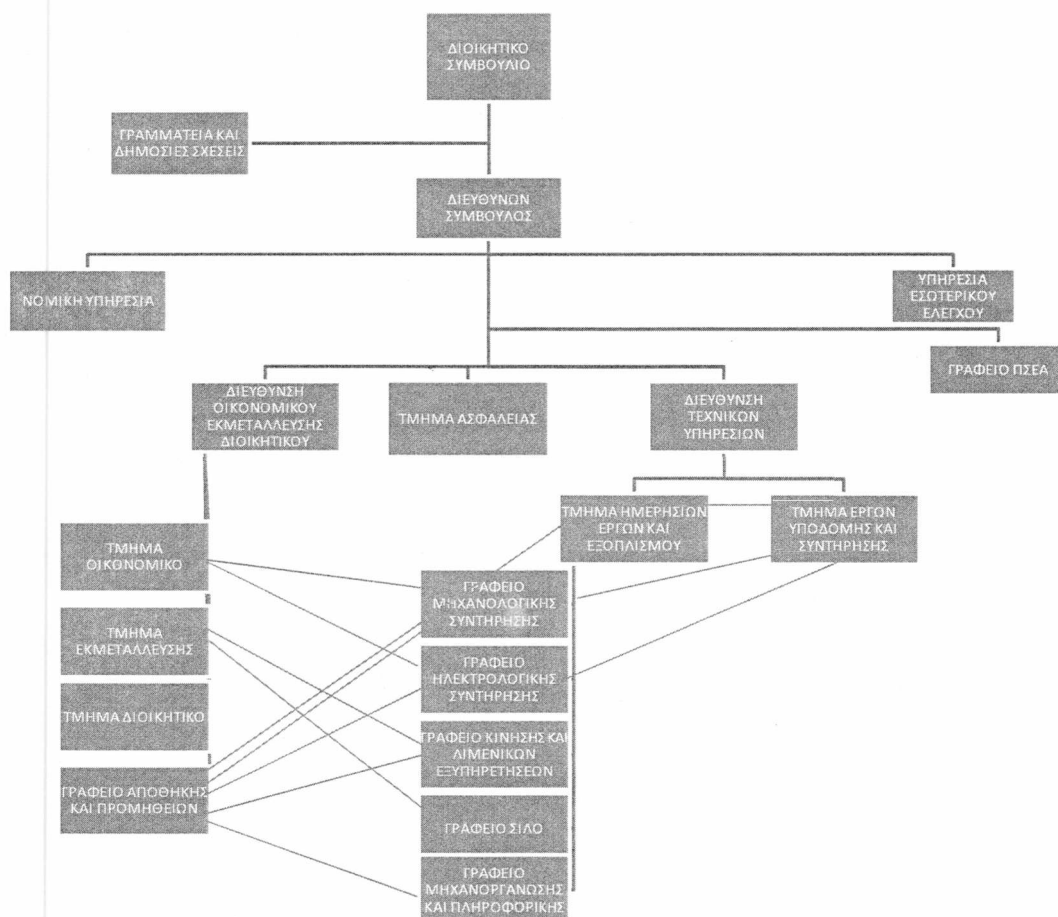 ΔΙΟΙΚΗΤΙΚΟ
ΣΥΜΒΟΥΛΙΟ
ΓΡΑΜΜΑΤΕΙΑ ΚΑΙ
ΔΗΜΟΣΙΕΣ ΣΧΕΣΕΙΣ
ΔΙΕΥΘΥΝΩΝ
ΣΥΜΒΟΥΛΟΣ
ΝΟΜΙΚΗ ΥΠΗΡΕΣΙΑ
ΥΠΗΡΕΣΙΑ
ΕΣΩΤΕΡΙΚΟΥ
ΕΛΕΓΧΟΥ
ΓΡΑΦΕΙΟ ΠΣΕΑ
ΔΙΕΥΘΥΝΣΗ
ΟΙΚΟΝΟΜΙΚΟΥ
ΕΚΜΕΤΑΛΛΕΥΣΗΣ
ΔΙΟΙΚΗΤΙΚΟΥ
ΤΜΗΜΑ ΑΣΦΑΛΕΙΑΣ
ΔΙΕΥΘΥΝΣΗ
ΤΕΧΝΙΚΩΝ
ΥΠΗΡΕΣΙΩΝ
ΤΜΗΜΑ ΗΜΕΡΗΣΙΩΝ
ΕΡΓΩΝ ΚΑΙ
ΕΞΟΠΛΙΣΜΟΥ
ΤΜΗΜΑ ΕΡΓΩΝ
ΥΠΟΔΟΜΗΣ ΚΑΙ
ΣΥΝΤΗΡΗΣΗΣ
ΤΜΗΜΑ
ΟΙΚΟΝΟΜΙΚΟ
ΤΜΗΜΑ
ΕΚΜΕΤΑΛΛΕΥΣΗΣ
ΤΜΗΜΑ ΔΙΟΙΚΗΤΙΚΟ
ΓΡΑΦΕΙΟ ΑΠΟΘΗΚΗΣ
ΚΑΙ ΠΡΟΜΗΘΕΙΩΝ
ΓΡΑΦΕΙΟ
ΜΗΧΑΝΟΛΟΓΙΚΗΣ
ΣΥΝΤΗΡΗΣΗΣ
ΓΡΑΦΕΙΟ
ΗΛΕΚΤΡΟΛΟΓΙΚΗΣ
ΣΥΝΤΗΡΗΣΗΣ
ΓΡΑΦΕΙΟ ΚΙΝΗΣΗΣ ΚΑΙ
ΛΙΜΕΝΙΚΩΝ
ΕΞΥΠΗΡΕΤΗΣΕΩΝ
ΓΡΑΦΕΙΟ ΣΙΛΟ
ΓΡΑΦΕΙΟ
ΜΗΧΑΝΟΡΓΑΝΩΣΗΣ
ΚΑΙ ΠΛΗΡΟΦΟΡΙΚΗΣ